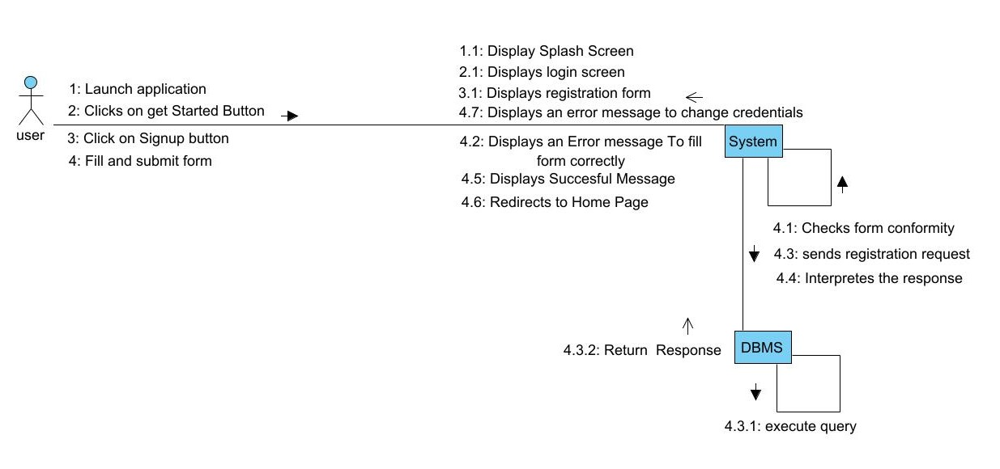 1.1: Display Splash Screen
2.1: Displays login screen
3.1: Displays registration form
4.7: Displays an error message to change credentials
1: Launch application
2: Clicks on get Started Button
user
3: Click on Signup button
4: Fill and submit form
4.2: Displays an Error message To fill
form correctly
4.5: Displays Succesful Message
4.6: Redirects to Home Page
System
4.1: Checks form conformity
4.3: sends registration request
4.4: Interpretes the response
4.3.2: Return Response
DBMS
4.3.1: execute query